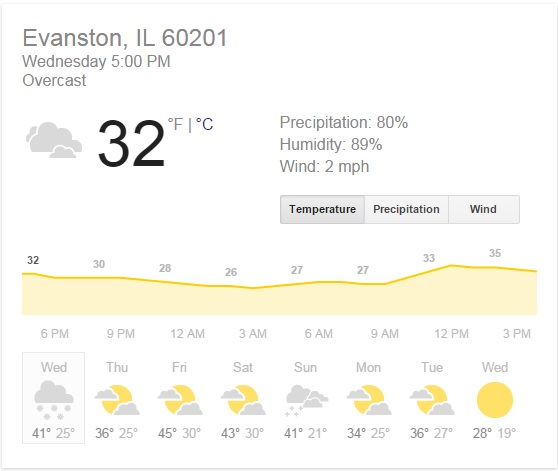 Evanston, IL 60201
Wednesday 5:00 PM
Overcast
32 °F | °C
Precipitation: 80%
Humidity: 89%
Wind: 2 mph
Temperature Precipitation Wind
32 30 28 26 27 27 33 35
6 PM 9 PM 12 AM 3 AM 6 AM 9 AM 12 PM 3 PM
Wed Thu Fri Sat Sun Mon Tue Wed
41° 25° 36° 25° 45° 30° 43° 30° 41° 21° 34° 25° 36° 27° 28° 19°